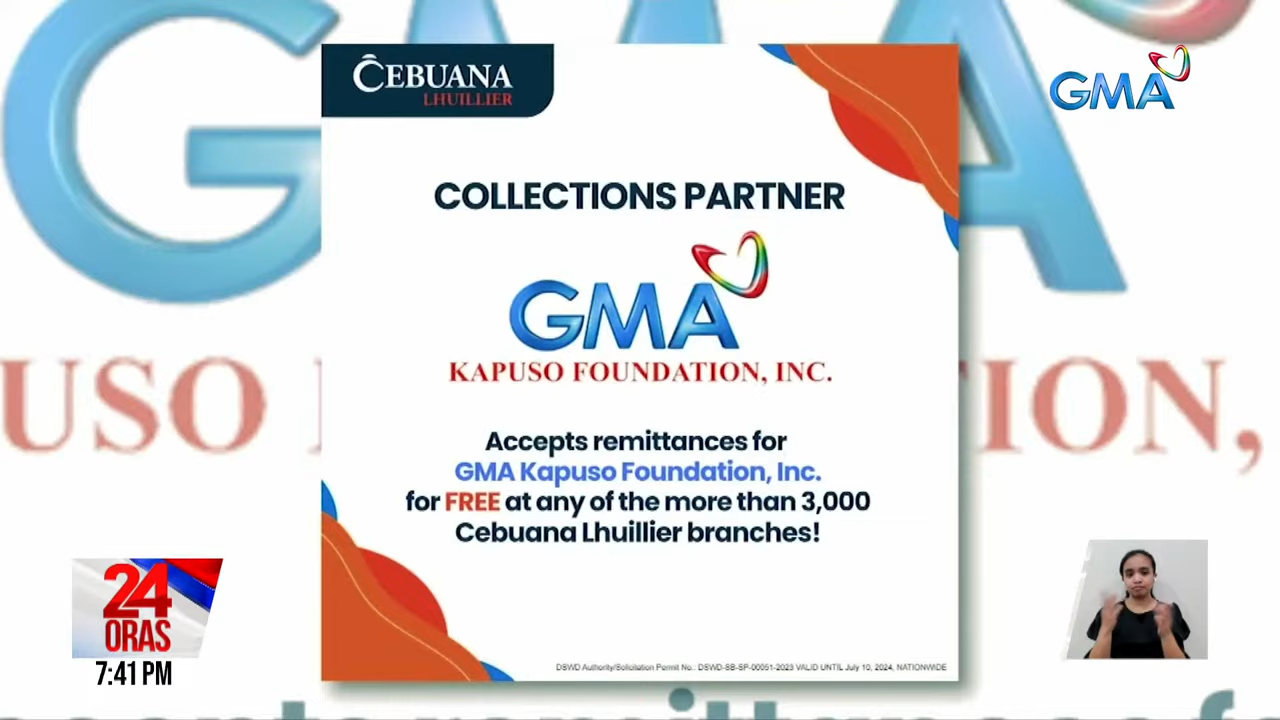 CEBUANA
LHUILLIER
GMA
COLLECTIONS PARTNER
GMA
KAPUSO FOUNDATION, INC.
Accepts remittances for
GMA Kapuso Foundation, Inc.
for FREE at any of the more than 3,000
Cebuana Lhuillier branches!
DSWD Authority/Solicitation Permit No.: DSWD-SB-SP-00051-2023 VALID UNTIL July 10, 2024, NATIONWIDE
24
ORAS
7:41 PM
G A
USO ION,